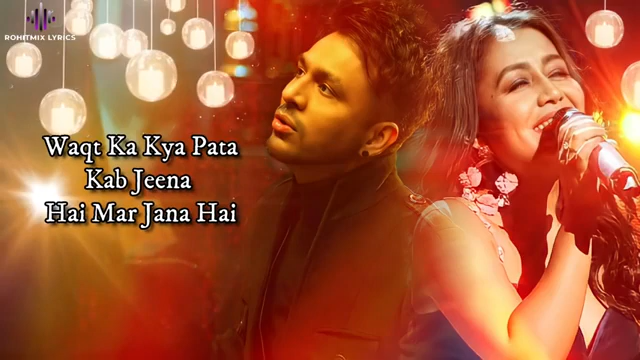 ROHITMIX LYRICS
Waqt Ka Kya Pata
Kab Jeena
Hai Mar Jana Hai